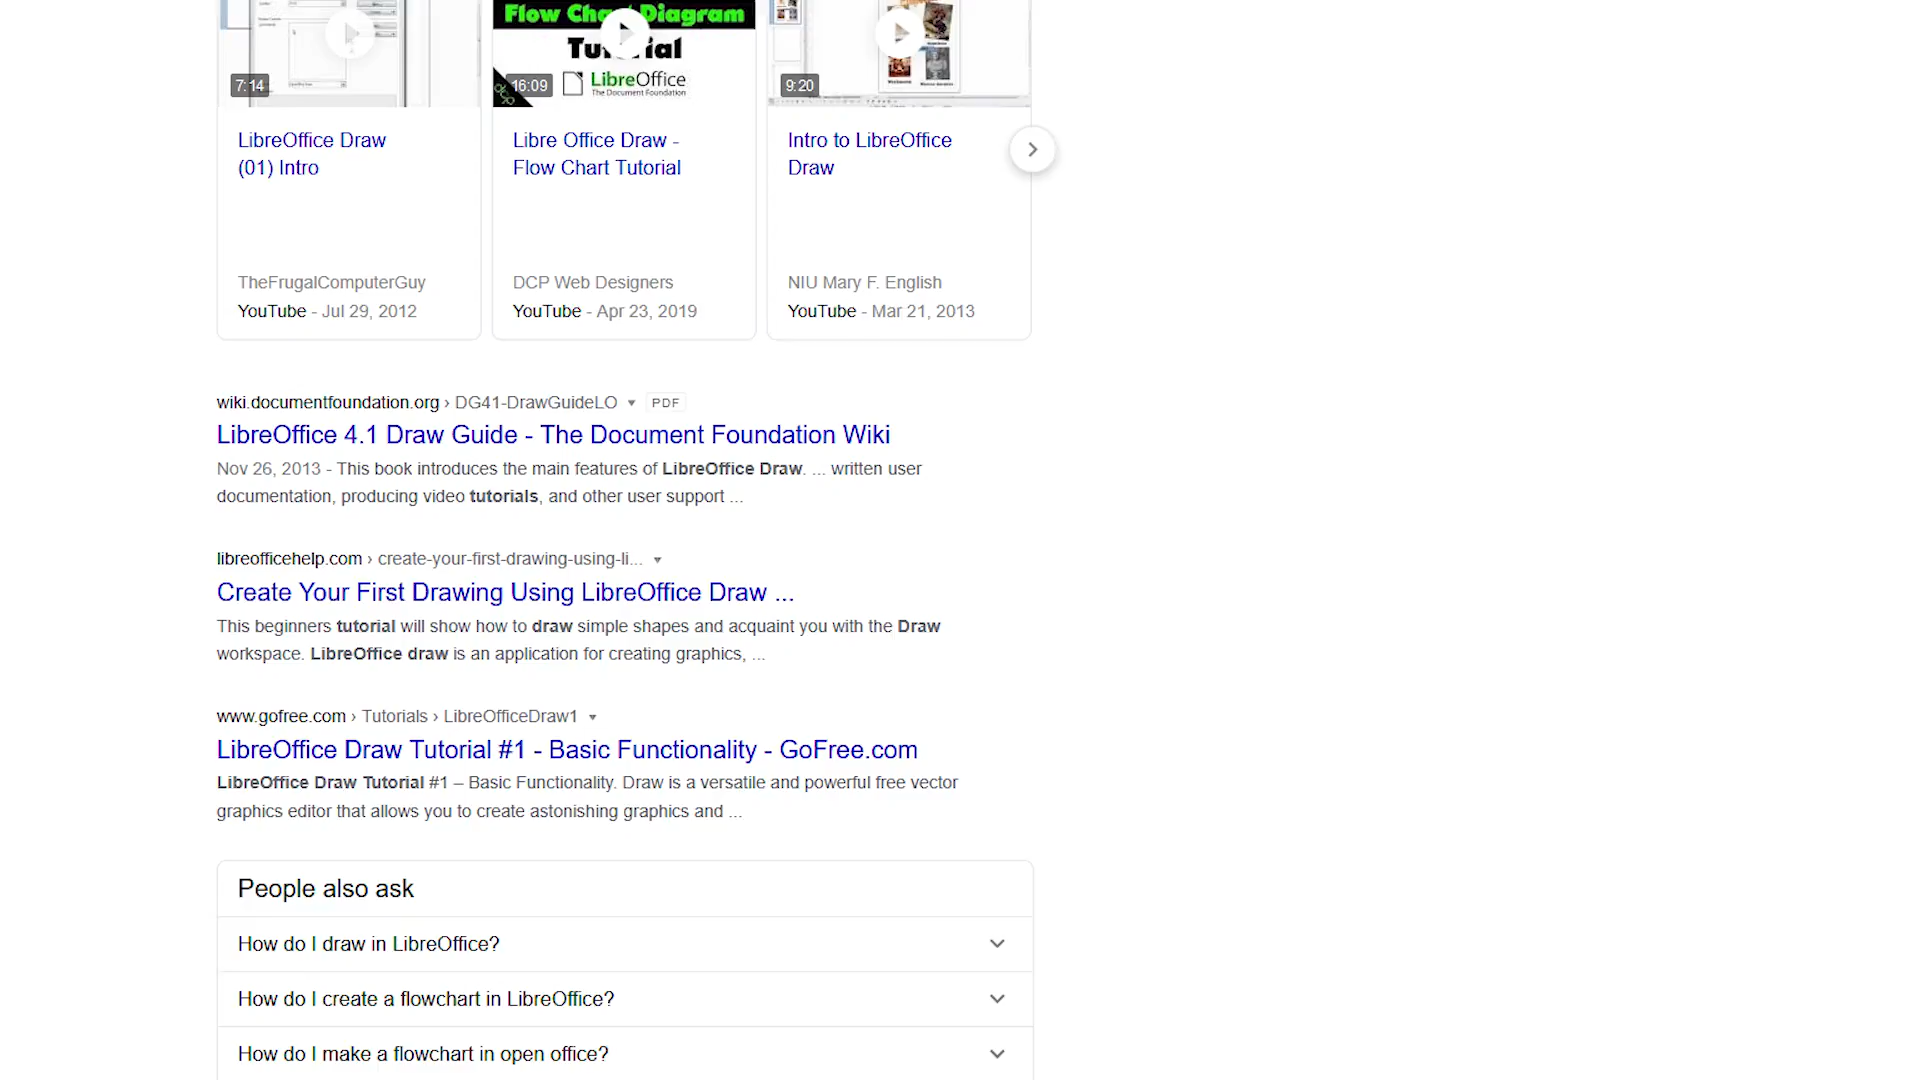 Flow Chart Diagram
Tutorial
7:14
16:09
LibreOffice
The Document Foundation
9:20
LibreOffice Draw
(01) Intro
Libre Office Draw -
Flow Chart Tutorial
Intro to LibreOffice
Draw
TheFrugalComputerGuy
DCP Web Designers
NIU Mary F. English
YouTube - Jul 29, 2012
YouTube - Apr 23, 2019
YouTube - Mar 21, 2013
wiki.documentfoundation.org › DG41-DrawGuideLO ▼ PDF
LibreOffice 4.1 Draw Guide - The Document Foundation Wiki
Nov 26, 2013 - This book introduces the main features of LibreOffice Draw. ... written user
documentation, producing video tutorials, and other user support ...
libreofficehelp.com › create-your-first-drawing-using-li... ▼
Create Your First Drawing Using LibreOffice Draw ...
This beginners tutorial will show how to draw simple shapes and acquaint you with the Draw
workspace. LibreOffice draw is an application for creating graphics, ...
www.gofree.com › Tutorials › LibreOfficeDraw1 ▼
LibreOffice Draw Tutorial #1 - Basic Functionality - GoFree.com
LibreOffice Draw Tutorial #1 – Basic Functionality. Draw is a versatile and powerful free vector
graphics editor that allows you to create astonishing graphics and ...
People also ask
How do I draw in LibreOffice?
How do I create a flowchart in LibreOffice?
How do I make a flowchart in open office?